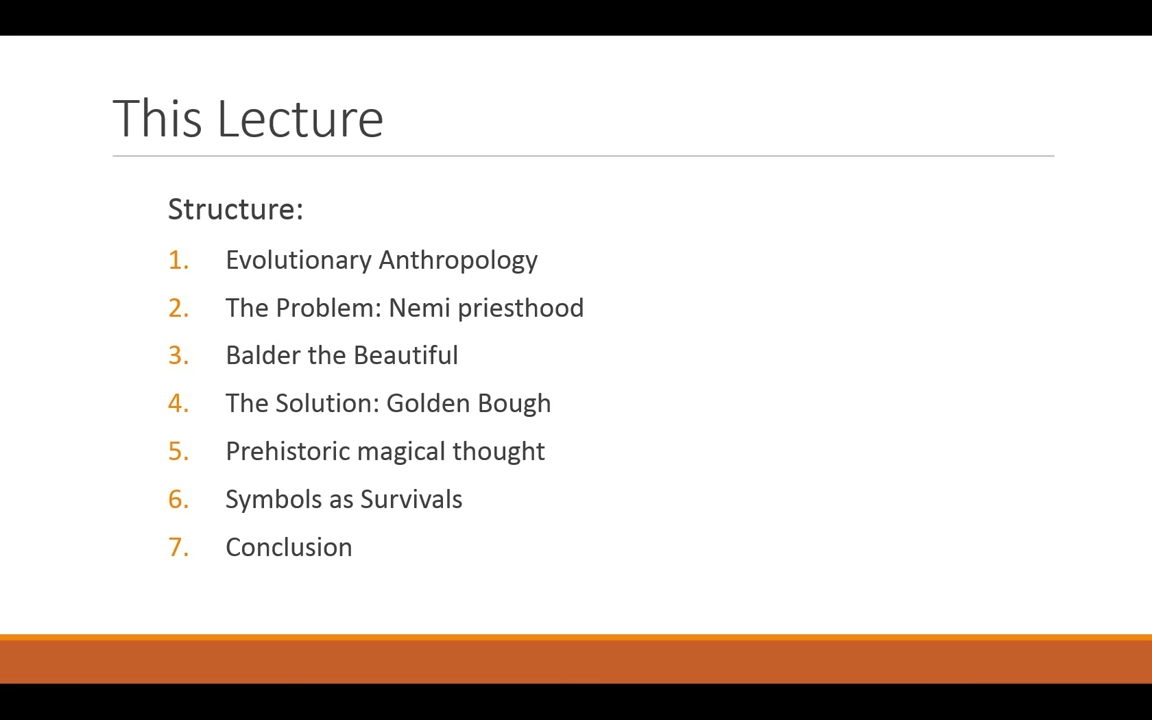 This Lecture
Structure:
1. Evolutionary Anthropology
2. The Problem: Nemi priesthood
3. Balder the Beautiful
4. The Solution: Golden Bough
5. Prehistoric magical thought
6. Symbols as Survivals
7. Conclusion